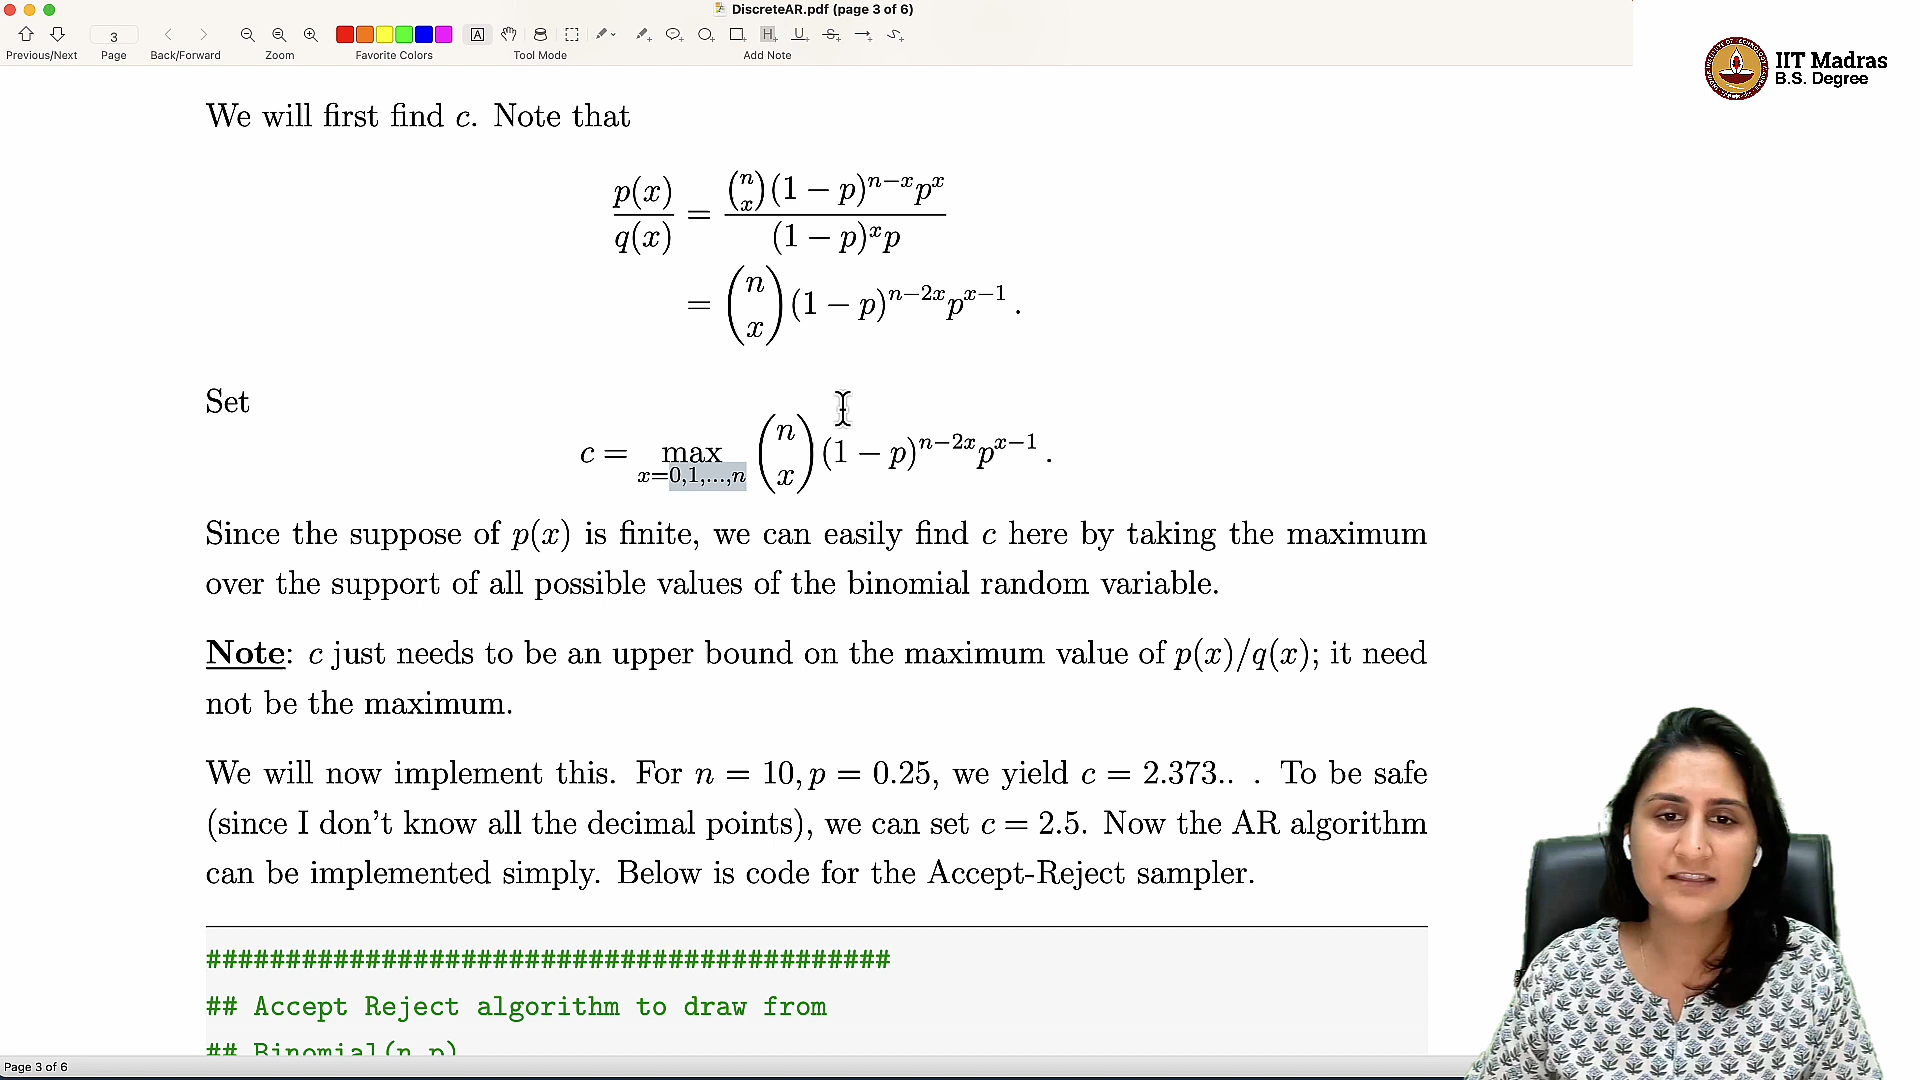 DiscreteAR.pdf (page 3 of 6)
3
Previous/Next Page Back/Forward Zoom Favorite Colors Tool Mode Add Note
IIT Madras
B.S. Degree
We will first find c. Note that
p(x)/q(x) = \binom{n}{x}(1 − p)^{n−x}p^x / (1 − p)^x p
= \binom{n}{x}(1 − p)^{n−2x}p^{x−1} .
Set
c = max_{x=0,1,...,n} \binom{n}{x}(1 − p)^{n−2x}p^{x−1} .
Since the suppose of p(x) is finite, we can easily find c here by taking the maximum
over the support of all possible values of the binomial random variable.
Note: c just needs to be an upper bound on the maximum value of p(x)/q(x); it need
not be the maximum.
We will now implement this. For n = 10, p = 0.25, we yield c = 2.373.. . To be safe
(since I don't know all the decimal points), we can set c = 2.5. Now the AR algorithm
can be implemented simply. Below is code for the Accept-Reject sampler.
###########################################
## Accept Reject algorithm to draw from
## Binomial(n,p)
Page 3 of 6